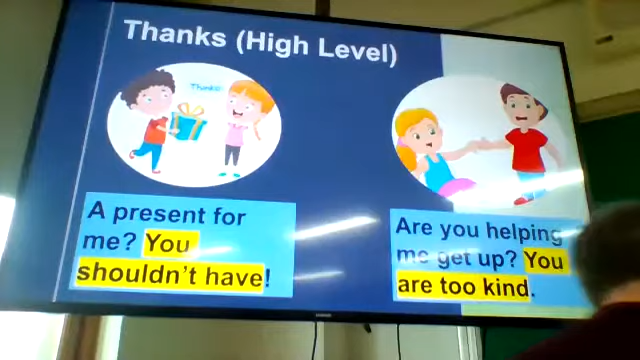 Thanks (High Level)
Thanks
A present for
me? You
shouldn't have!
Are you helping
me get up? You
are too kind.
SAMSUNG